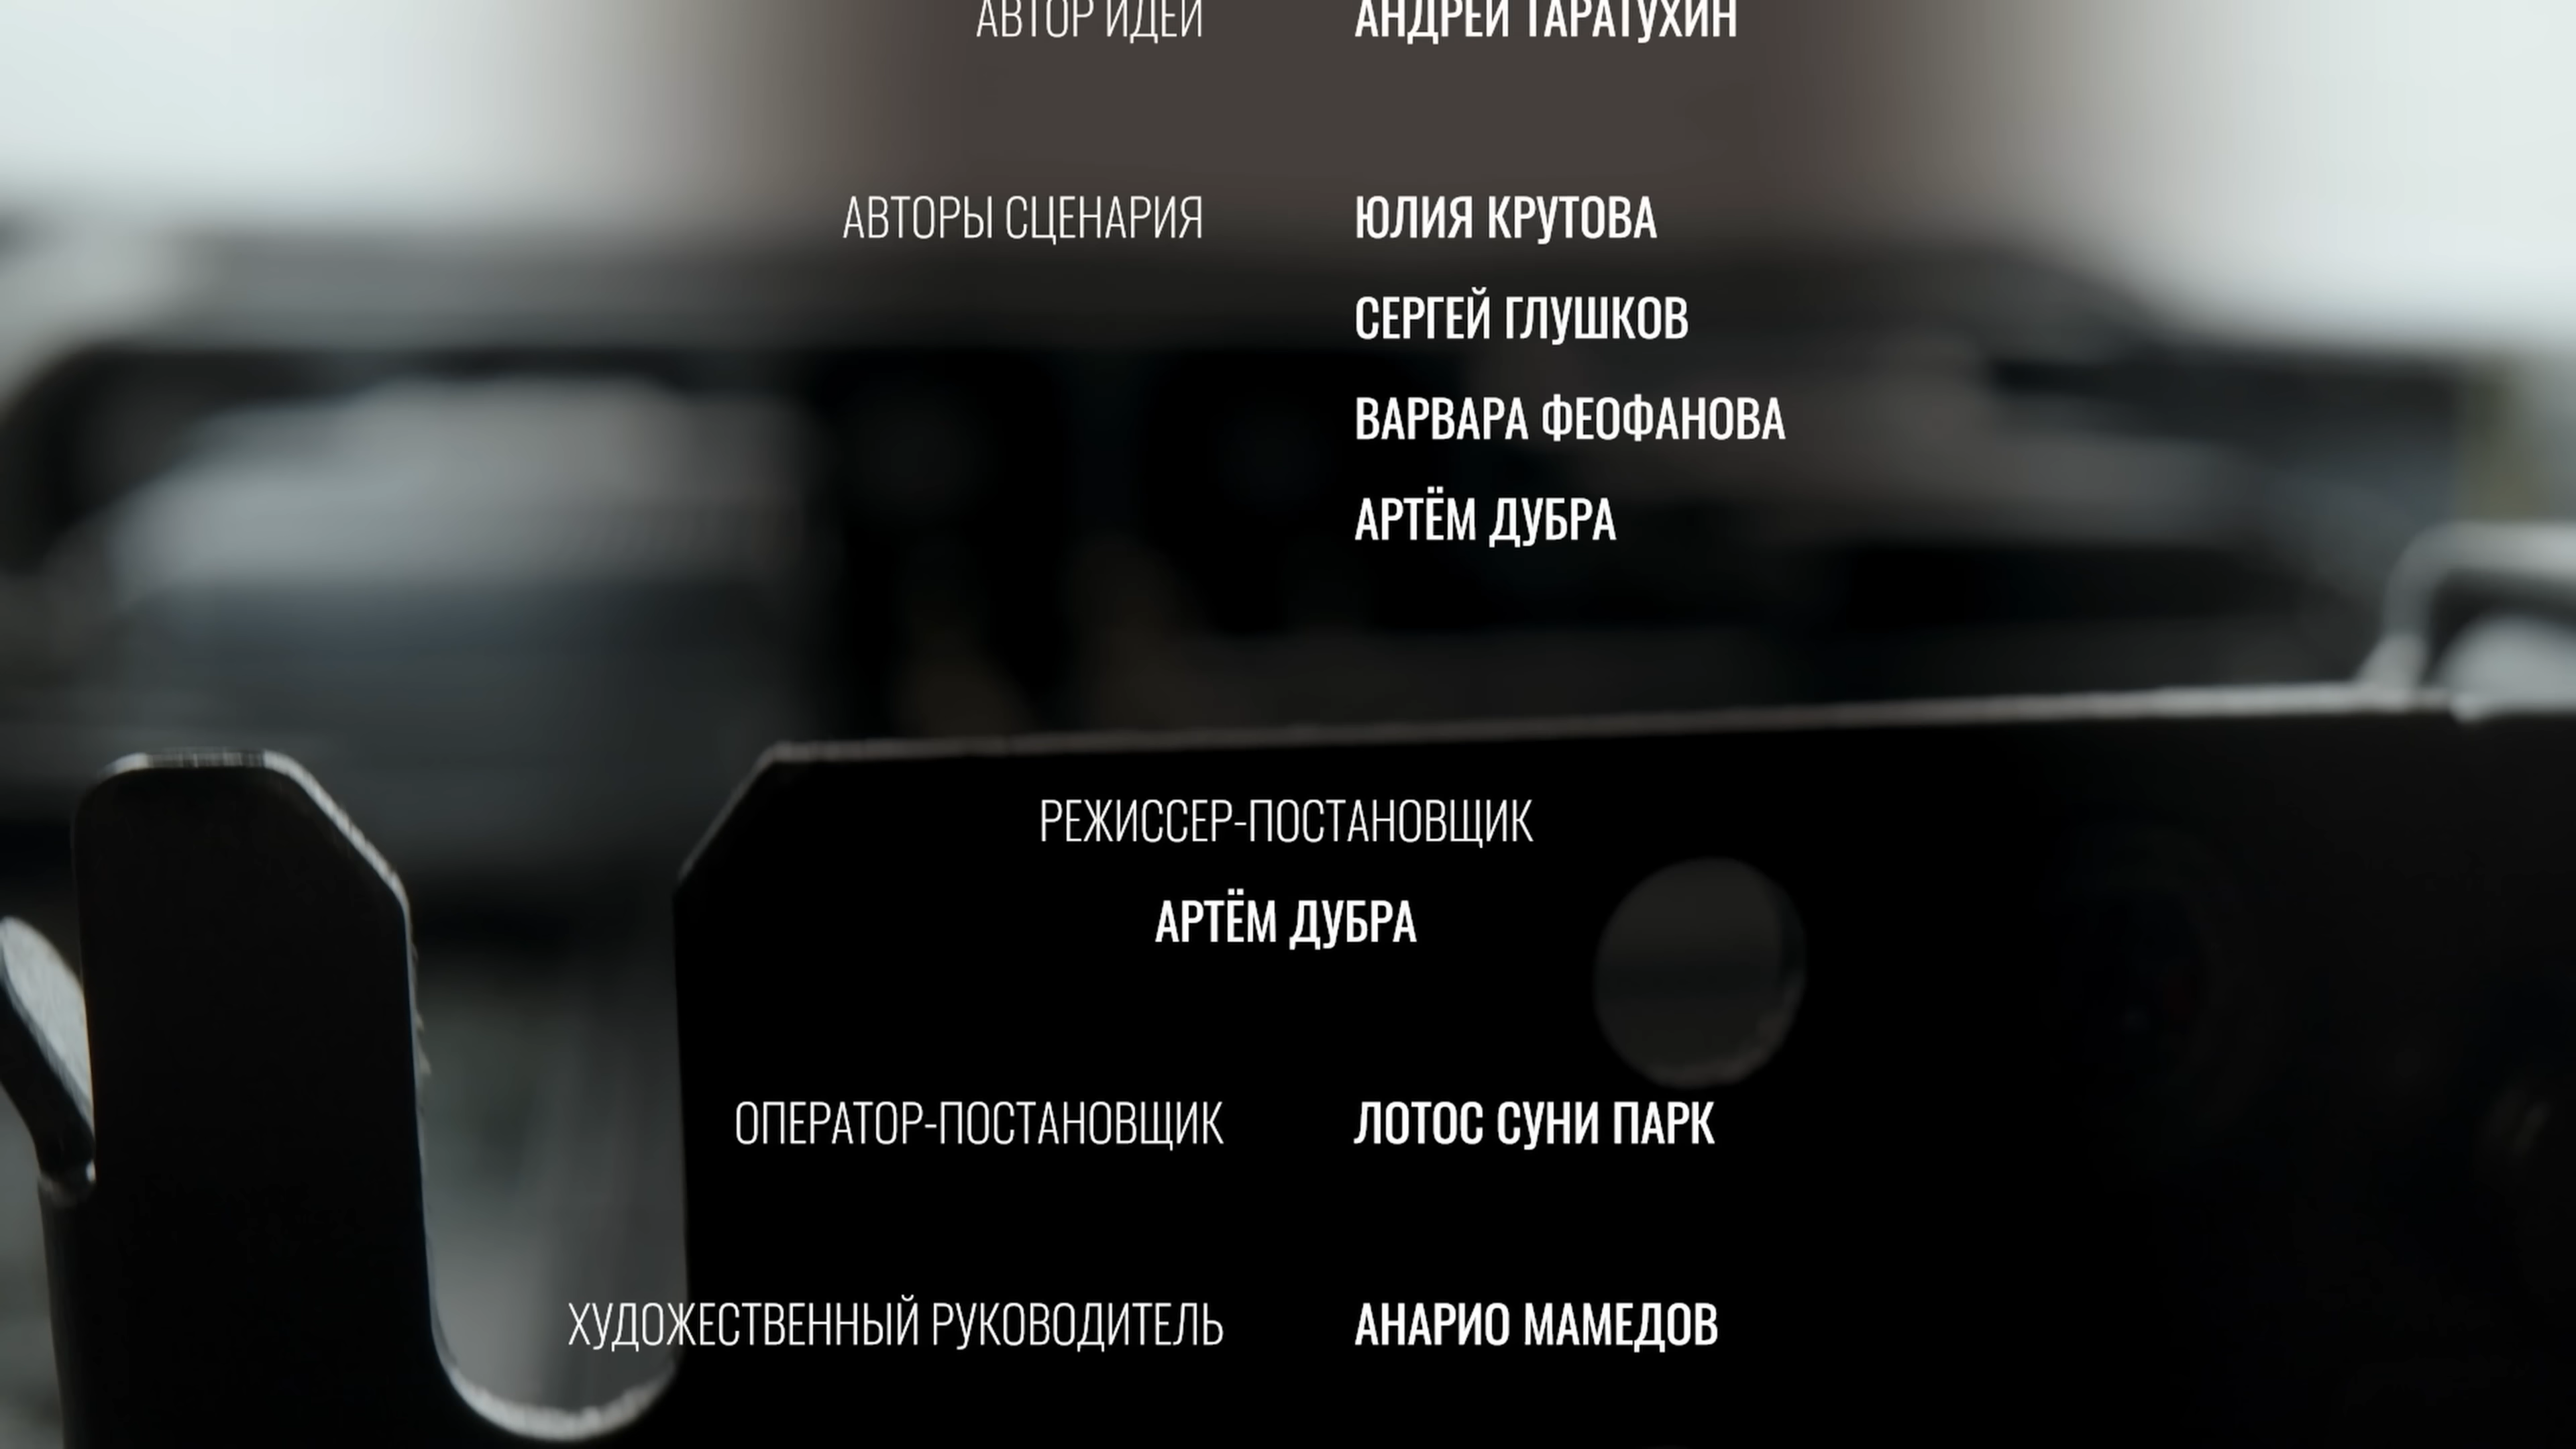 АВТОР ИДЕИ АНДРЕЙ ТАРАТУХИН
АВТОРЫ СЦЕНАРИЯ ЮЛИЯ КРУТОВА
СЕРГЕЙ ГЛУШКОВ
ВАРВАРА ФЕОФАНОВА
АРТЁМ ДУБРА
РЕЖИССЕР-ПОСТАНОВЩИК
АРТЁМ ДУБРА
ОПЕРАТОР-ПОСТАНОВЩИК ЛОТОС СУНИ ПАРК
ХУДОЖЕСТВЕННЫЙ РУКОВОДИТЕЛЬ АНАРИО МАМЕДОВ